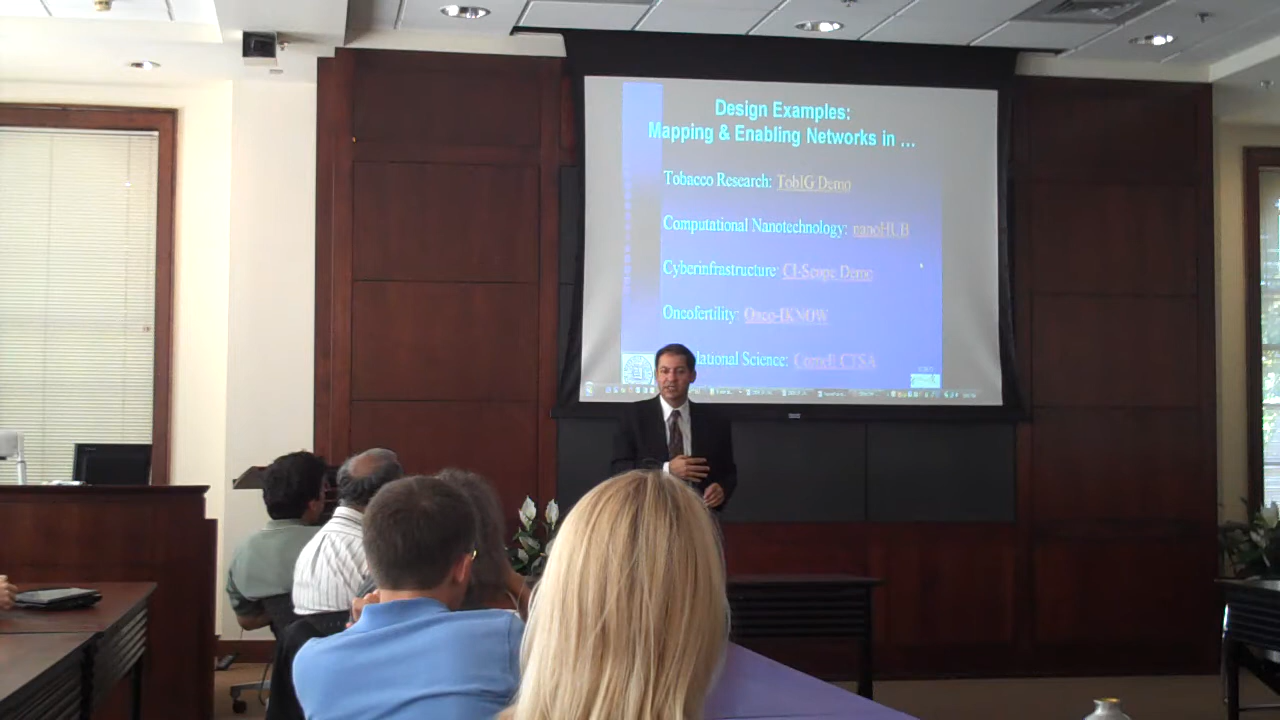 Design Examples:
Mapping & Enabling Networks in ...
Tobacco Research: TobIG Demo
Computational Nanotechnology: nanoHUB
Cyberinfrastructure: CI-Scope Demo
Oncofertility: Onco-IKNOW
lational Science: Cornell CTSA